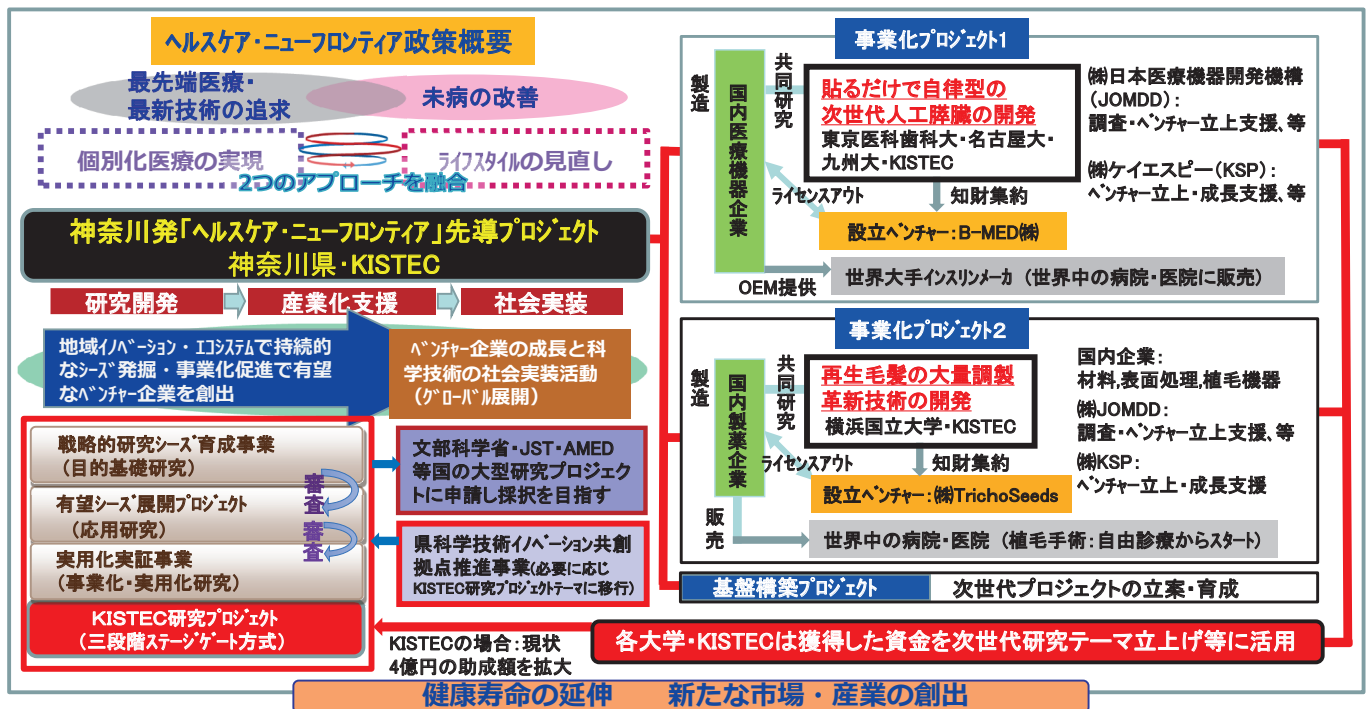 ヘルスケア・ニューフロンティア政策概要
最先端医療・
最新技術の追求
未病の改善
個別化医療の実現
ライフスタイルの見直し
2つのアプローチを融合
神奈川発「ヘルスケア・ニューフロンティア」先導プロジェクト
神奈川県・KISTEC
研究開発
産業化支援
社会実装
地域イノベーション・エコシステムで持続的
なシーズ発掘・事業化促進で有望
なベンチャー企業を創出
ベンチャー企業の成長と科
学技術の社会実装活動
（グローバル展開）
戦略的研究シーズ育成事業
（目的基礎研究）
審査
有望シーズ展開プロジェクト
（応用研究）
審査
実用化実証事業
（事業化・実用化研究）
KISTEC研究プロジェクト
（三段階ステージゲート方式）
文部科学省・JST・AMED
等国の大型研究プロジェク
トに申請し採択を目指す
県科学技術イノベーション共創
拠点推進事業(必要に応じ
KISTEC研究プロジェクトテーマに移行)
KISTECの場合：現状
4億円の助成額を拡大
事業化プロジェクト1
製造
国内医療機器企業
共同研究
貼るだけで自律型の
次世代人工膵臓の開発
東京医科歯科大・名古屋大・
九州大・KISTEC
ライセンスアウト
知財集約
設立ベンチャー：B-MED㈱
OEM提供
世界大手インスリンメーカ（世界中の病院・医院に販売）
㈱日本医療機器開発機構
（JOMDD）：
調査・ベンチャー立上支援、等
㈱ケイエスピー（KSP）：
ベンチャー立上・成長支援、等
事業化プロジェクト2
製造
国内製薬企業
共同研究
再生毛髪の大量調製
革新技術の開発
横浜国立大学・KISTEC
ライセンスアウト
知財集約
設立ベンチャー：㈱TrichoSeeds
販売
世界中の病院・医院（植毛手術：自由診療からスタート）
国内企業：
材料,表面処理,植毛機器
㈱JOMDD：
調査・ベンチャー立上支援、等
㈱KSP：
ベンチャー立上・成長支援
基盤構築プロジェクト
次世代プロジェクトの立案・育成
各大学・KISTECは獲得した資金を次世代研究テーマ立上げ等に活用
健康寿命の延伸　新たな市場・産業の創出